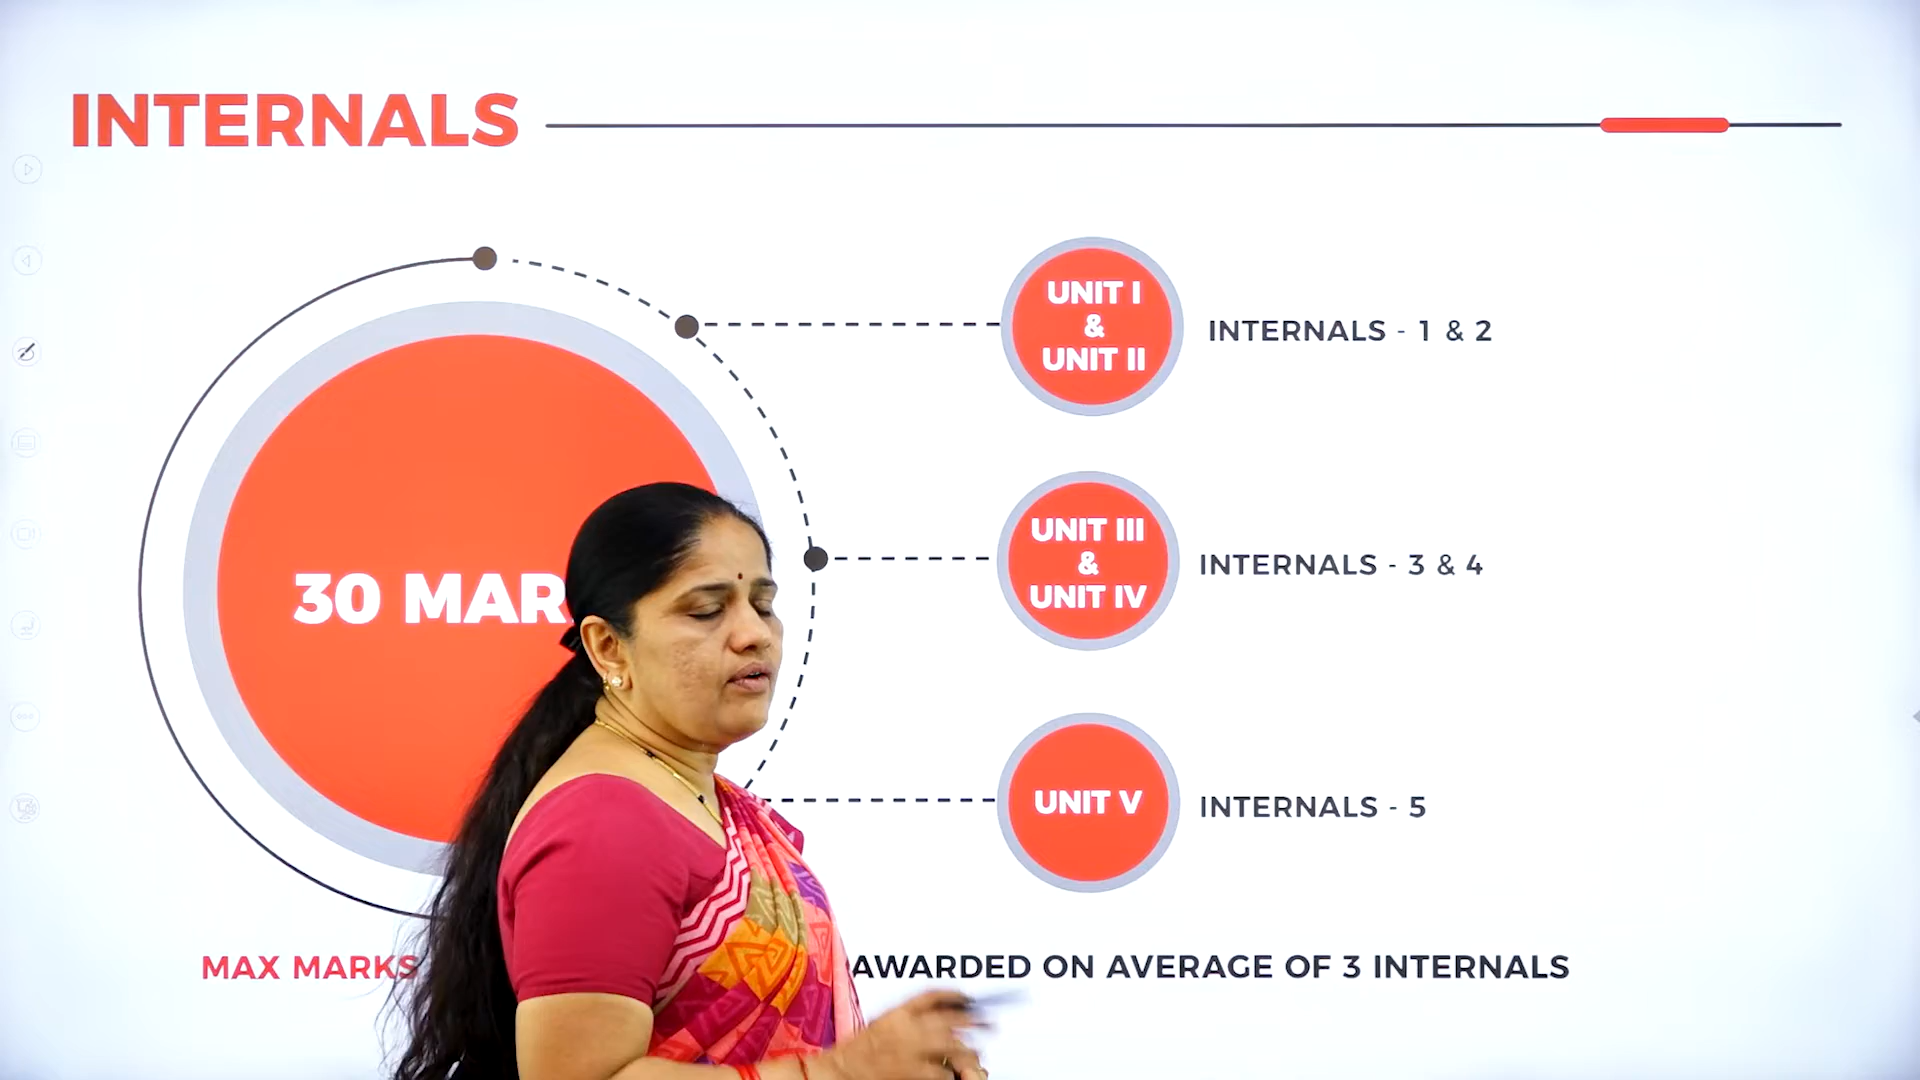 INTERNALS
UNIT I
&
UNIT II
INTERNALS - 1 & 2
30
UNIT III
&
UNIT IV
INTERNALS - 3 & 4
UNIT V
INTERNALS - 5
MAX MARKS AWARDED ON AVERAGE OF 3 INTERNALS